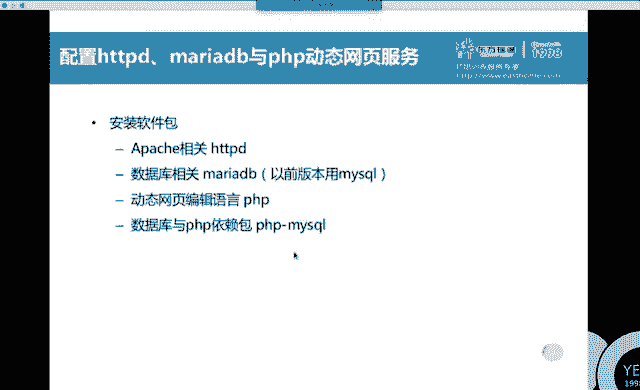 配置httpd、mariadb与php动态网页服务
1998
• 安装软件包
– Apache相关 httpd
– 数据库相关 mariadb（以前版本用mysql）
– 动态网页编辑语言 php
– 数据库与php依赖包 php-mysql
YE